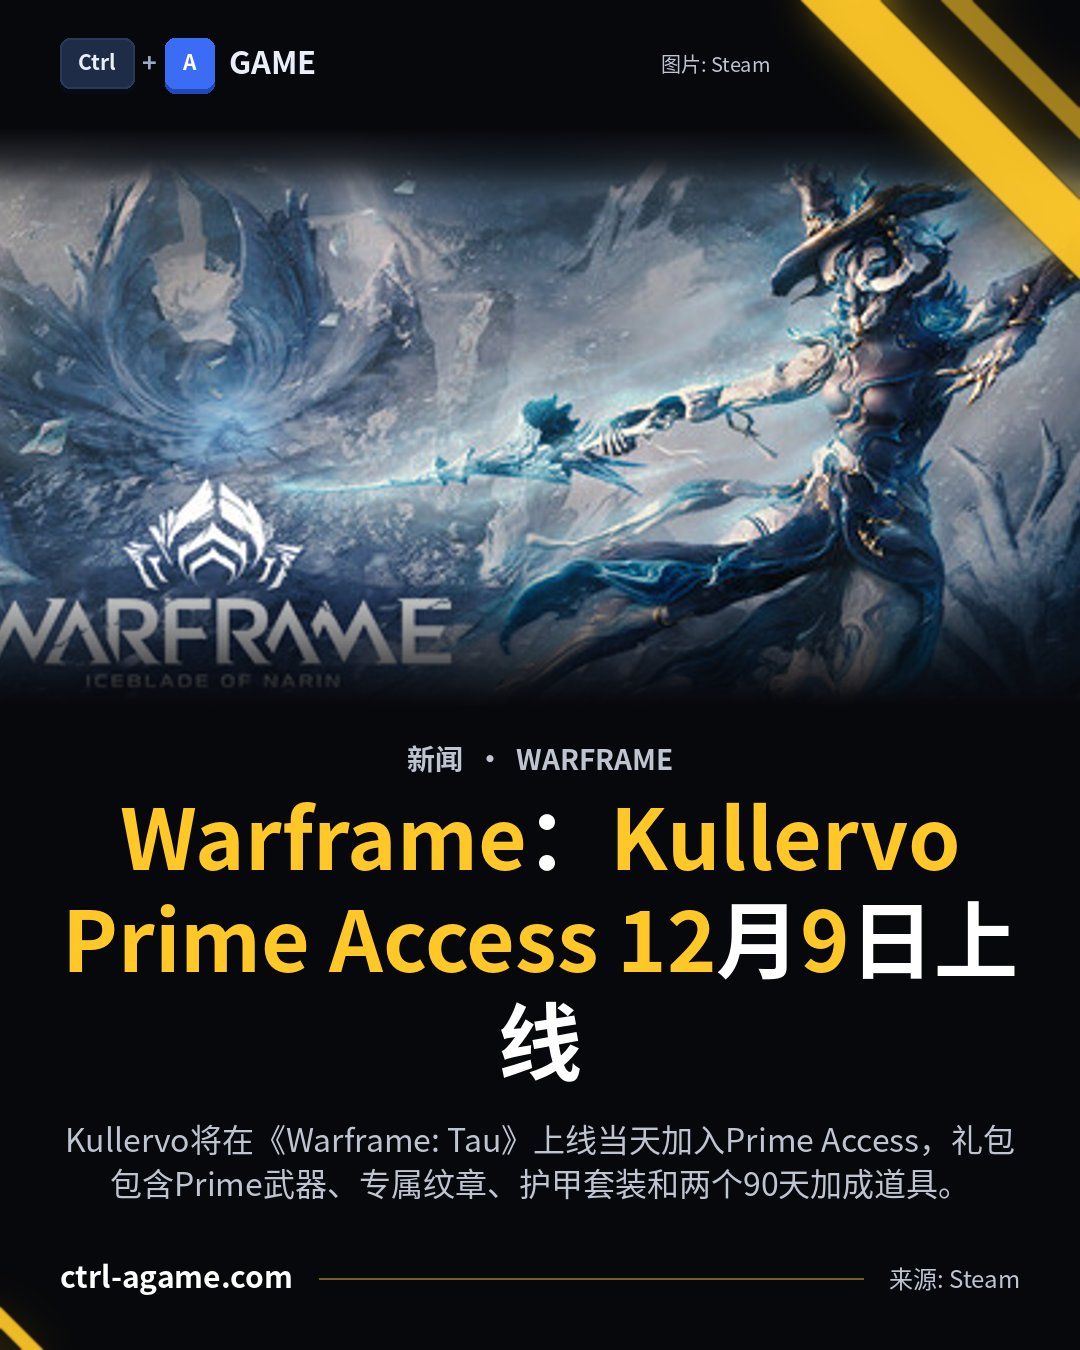 Ctrl + A GAME
图片: Steam
WARFRAME
ICEBLADE OF NARIN
新闻 • WARFRAME
Warframe：Kullervo
Prime Access 12月9日上
线
Kullervo将在《Warframe: Tau》上线当天加入Prime Access，礼包
包含Prime武器、专属纹章、护甲套装和两个90天加成道具。
ctrl-agame.com
来源: Steam